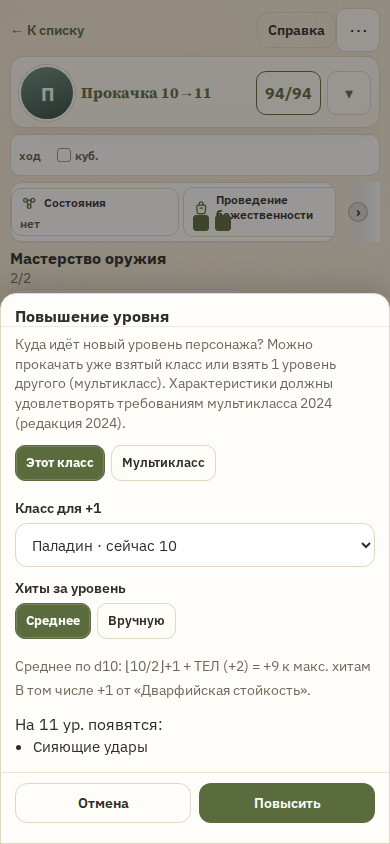 ← К списку
Справка
⋯
П
Прокачка 10→11
94/94
▼
ход
куб.
Состояния
нет
Проведение
божественности
›
Мастерство оружия
2/2
Повышение уровня
Куда идёт новый уровень персонажа? Можно
прокачать уже взятый класс или взять 1 уровень
другого (мультикласс). Характеристики должны
удовлетворять требованиям мультикласса 2024
(редакция 2024).
Этот класс
Мультикласс
Класс для +1
Паладин · сейчас 10
Хиты за уровень
Среднее
Вручную
Среднее по d10: ⌊10/2⌋+1 + ТЕЛ (+2) = +9 к макс. хитам
В том числе +1 от «Дварфийская стойкость».
На 11 ур. появятся:
• Сияющие удары
Отмена
Повысить